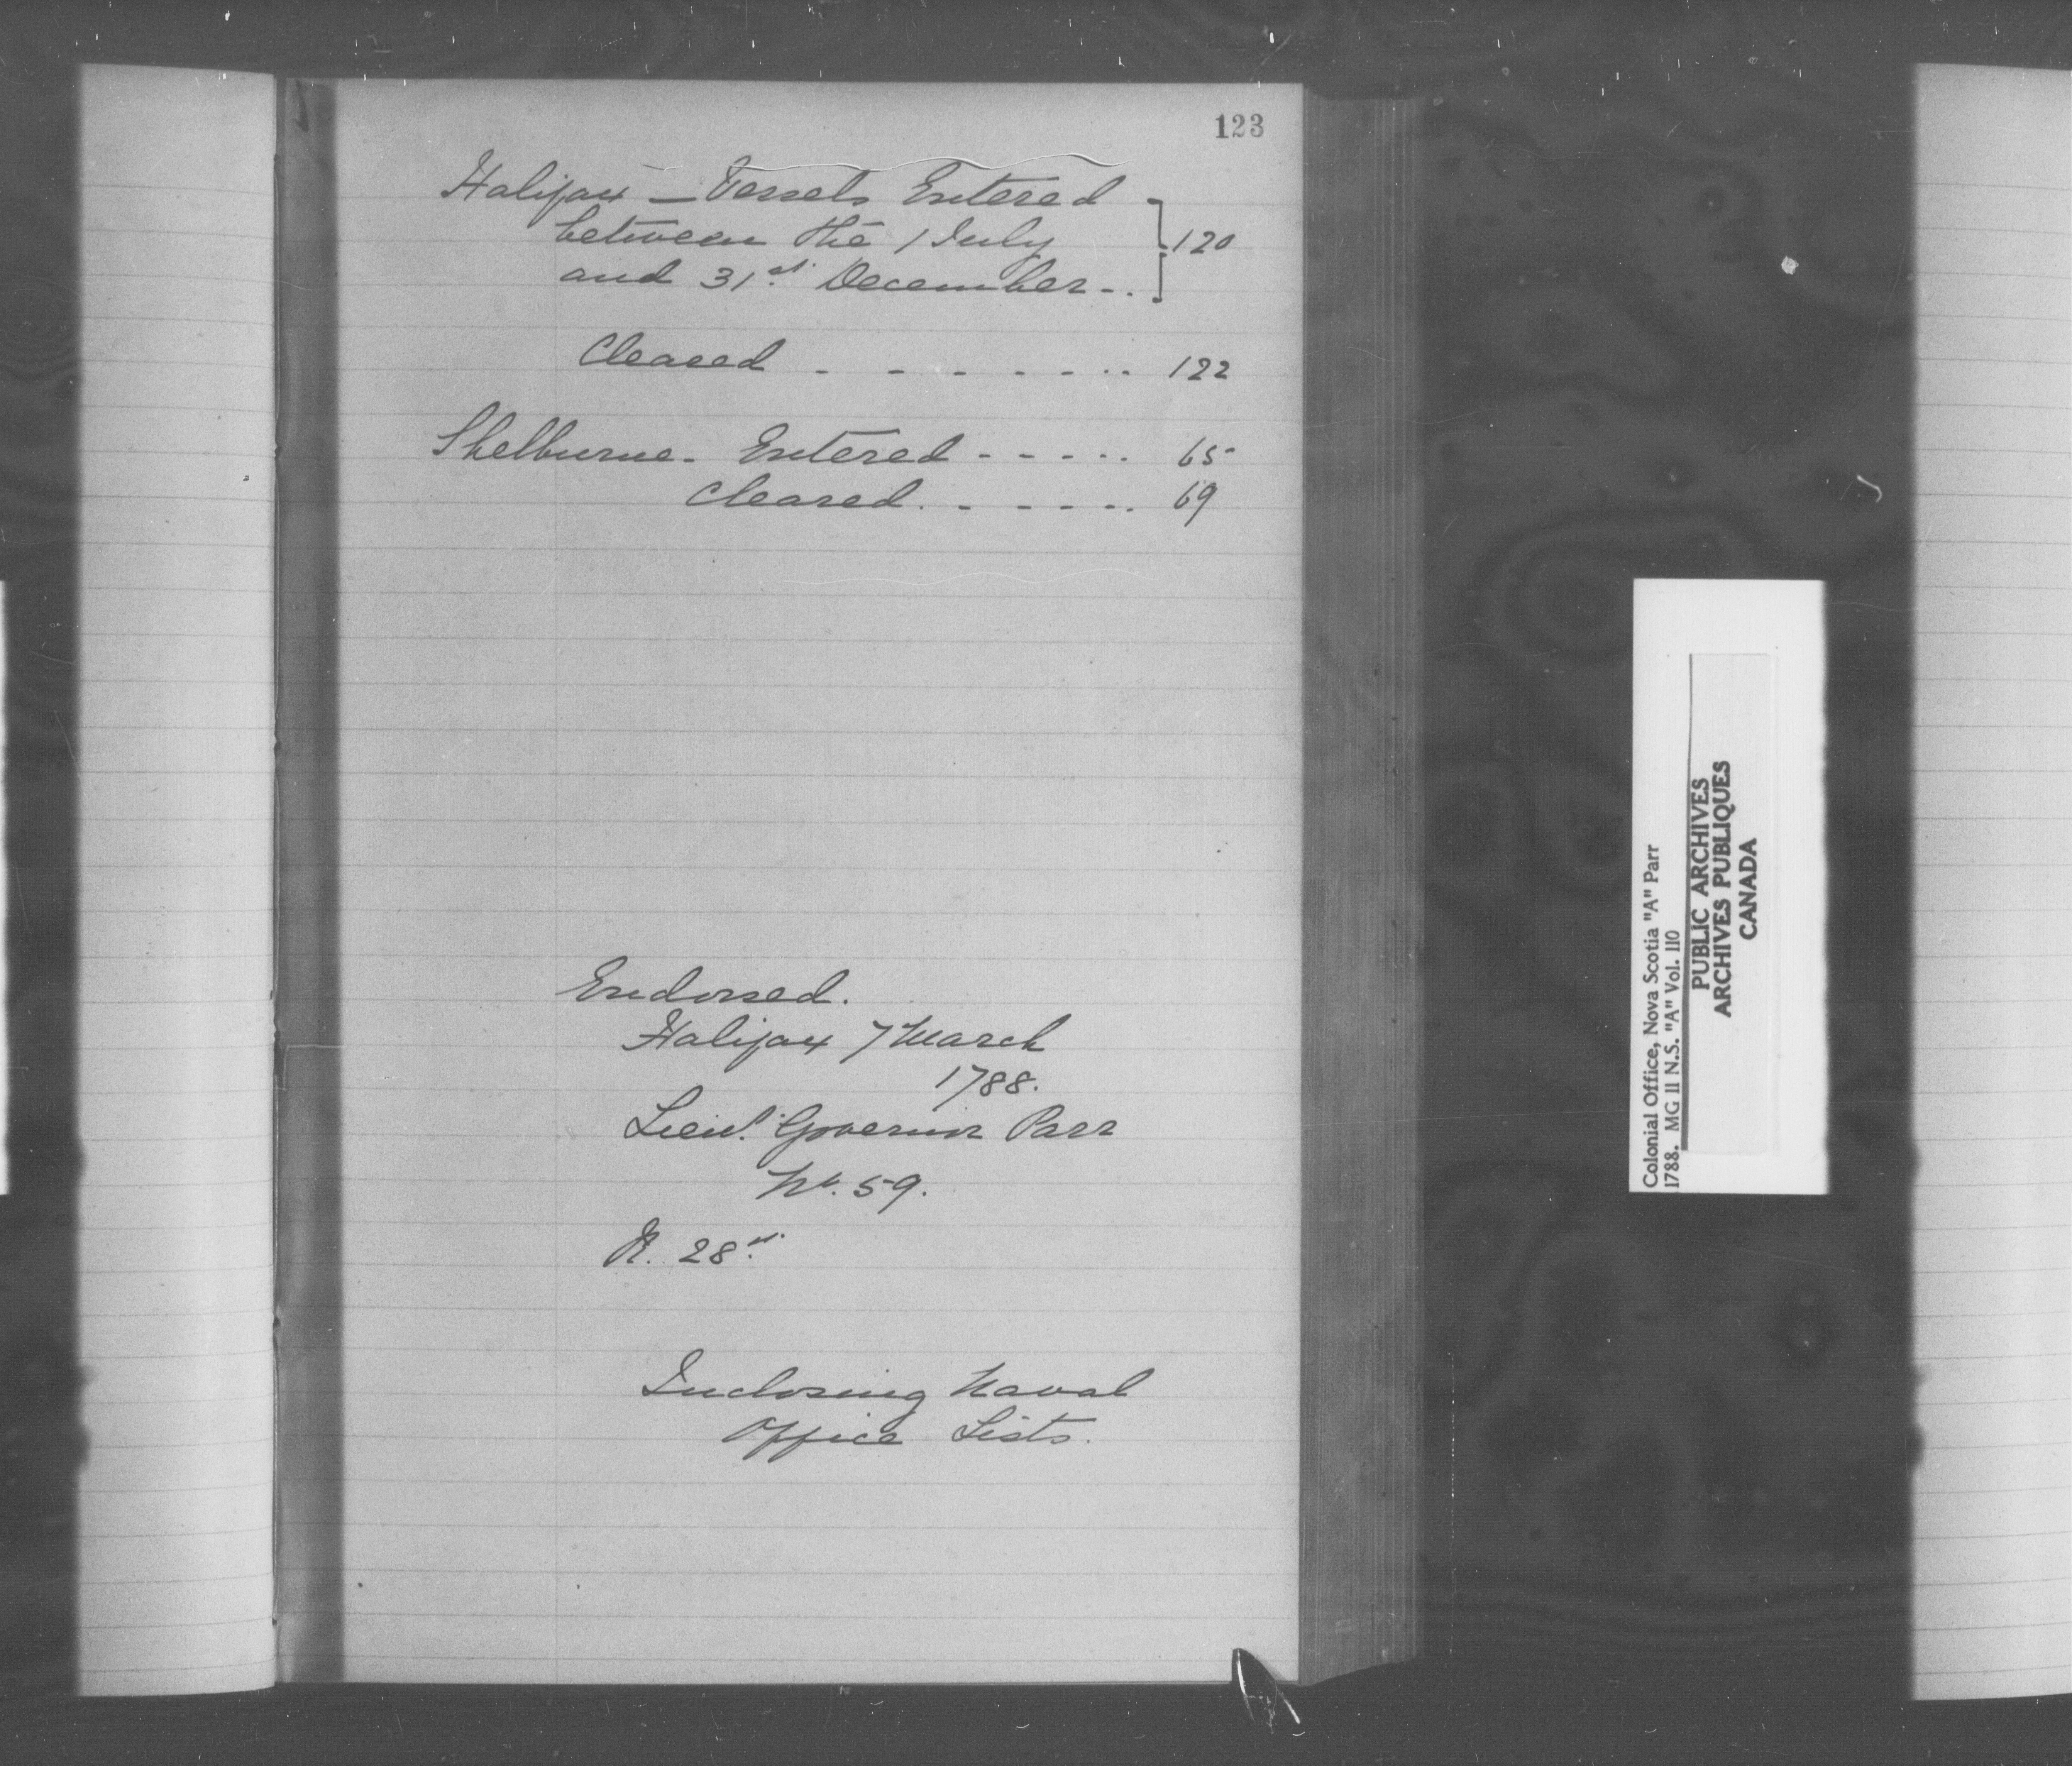 123
Halifax — Vessels Entered
between the 1 July
and 31st. December - .. ] 120
Cleared - - - - - - .. 122
Shelburne - Entered - - - .. 65
Cleared. - - - - .. 69
Endorsed.
Halifax 7 March
1788.
Lieut. Governor Parr
No. 59.
R. 28
Inclosing Naval
Office Lists.
Colonial Office, Nova Scotia "A" Parr
1788. MG 11 N.S. "A" Vol. 110
PUBLIC ARCHIVES
ARCHIVES PUBLIQUES
CANADA